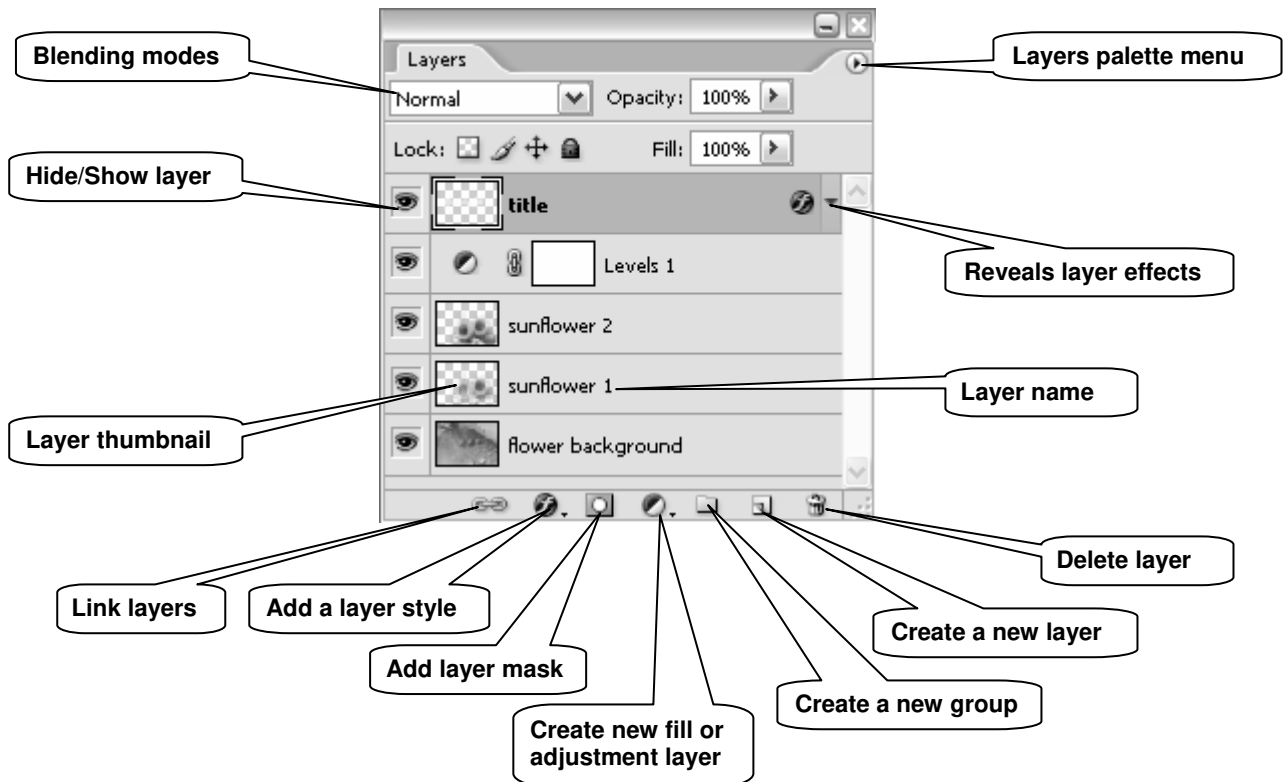 Blending modes
Layers
Layers palette menu
Normal
Opacity: 100%
Lock:
Fill: 100%
Hide/Show layer
title
Levels 1
Reveals layer effects
sunflower 2
sunflower 1
Layer name
Layer thumbnail
flower background
Delete layer
Link layers
Add a layer style
Create a new layer
Add layer mask
Create a new group
Create new fill or
adjustment layer